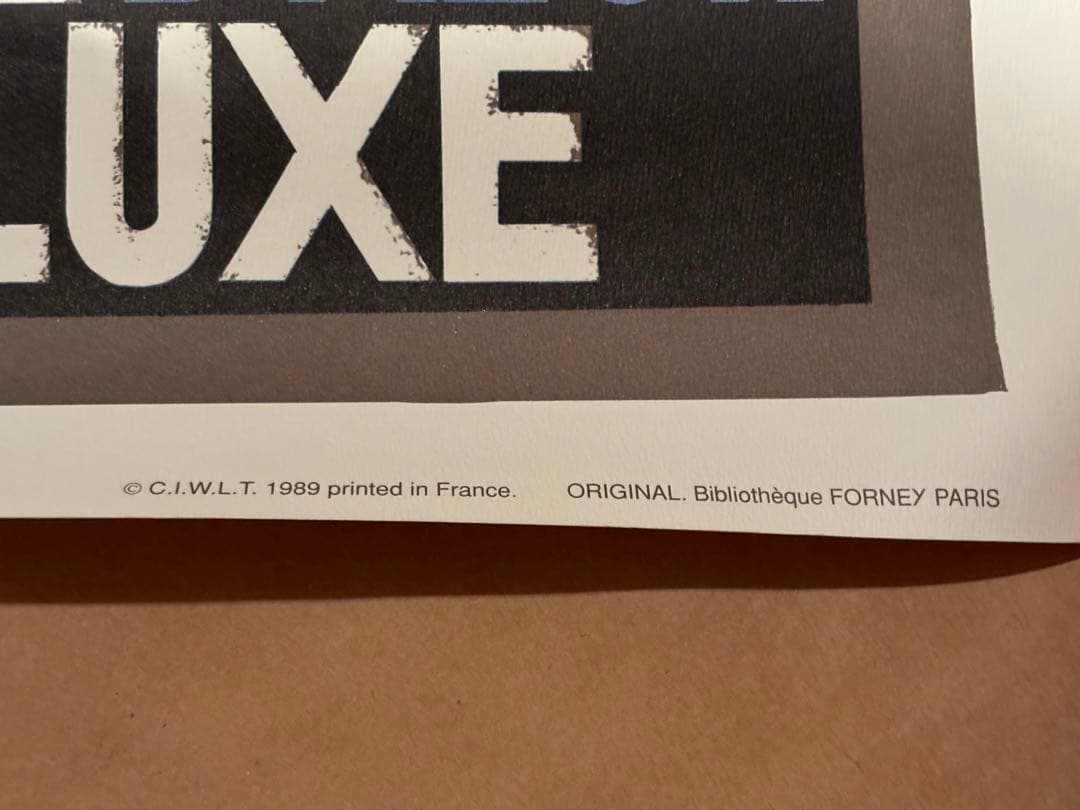 LUXE
© C.I.W.L.T. 1989 printed in France. ORIGINAL. Bibliothèque FORNEY PARIS